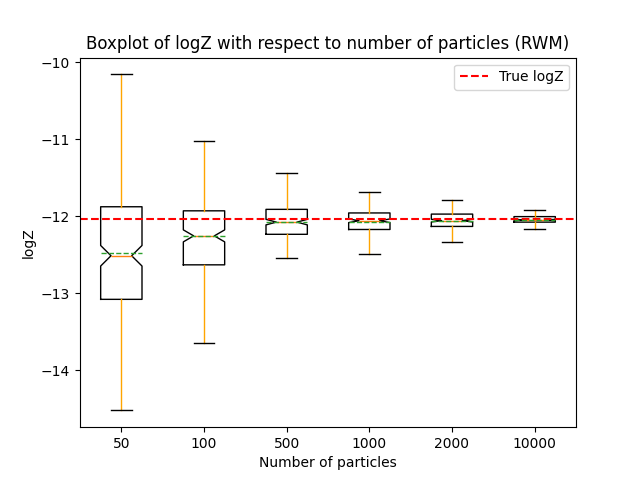 Boxplot of logZ with respect to number of particles (RWM)
True logZ
−10
−11
−12
−13
−14
logZ
50 100 500 1000 2000 10000
Number of particles